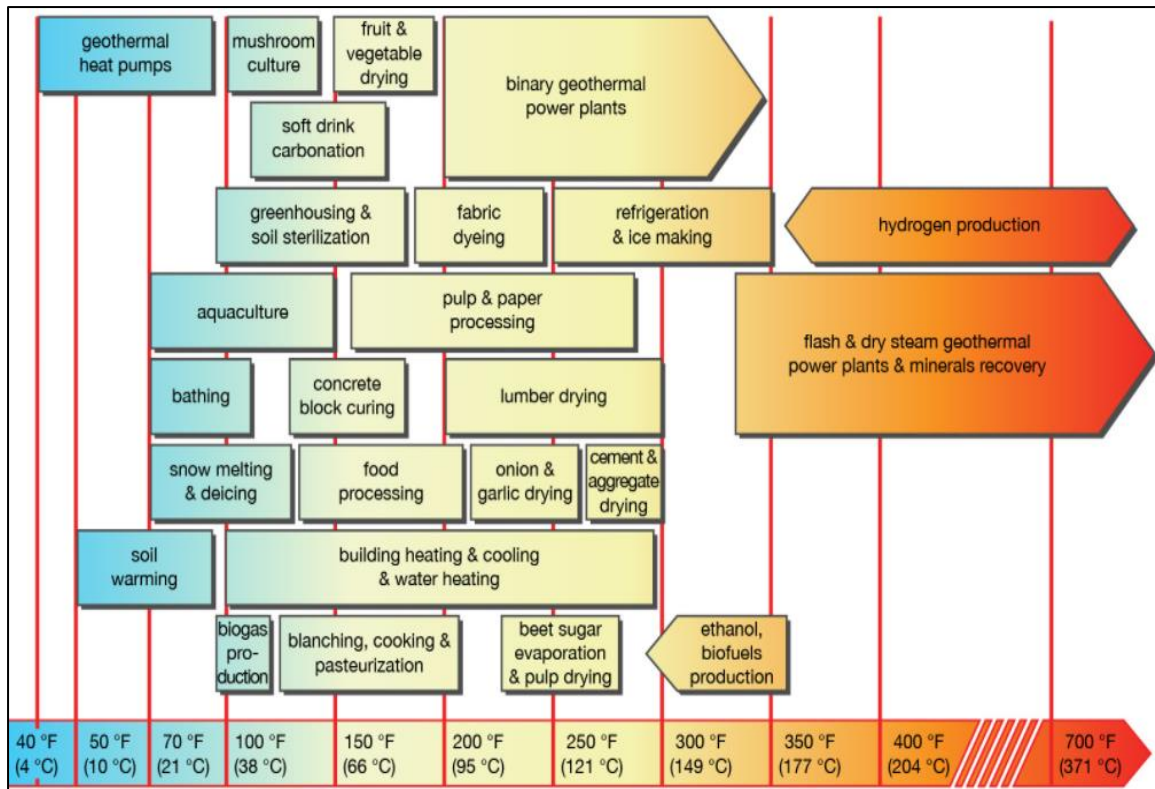 geothermal
heat pumps
mushroom
culture
fruit &
vegetable
drying
binary geothermal
power plants
soft drink
carbonation
greenhousing &
soil sterilization
fabric
dyeing
refrigeration
& ice making
hydrogen production
aquaculture
pulp & paper
processing
flash & dry steam geothermal
power plants & minerals recovery
bathing
concrete
block curing
lumber drying
snow melting
& deicing
food
processing
onion &
garlic drying
cement &
aggregate
drying
soil
warming
building heating & cooling
& water heating
biogas
pro-
duction
blanching, cooking &
pasteurization
beet sugar
evaporation
& pulp drying
ethanol,
biofuels
production
40 °F
(4 °C)
50 °F
(10 °C)
70 °F
(21 °C)
100 °F
(38 °C)
150 °F
(66 °C)
200 °F
(95 °C)
250 °F
(121 °C)
300 °F
(149 °C)
350 °F
(177 °C)
400 °F
(204 °C)
700 °F
(371 °C)